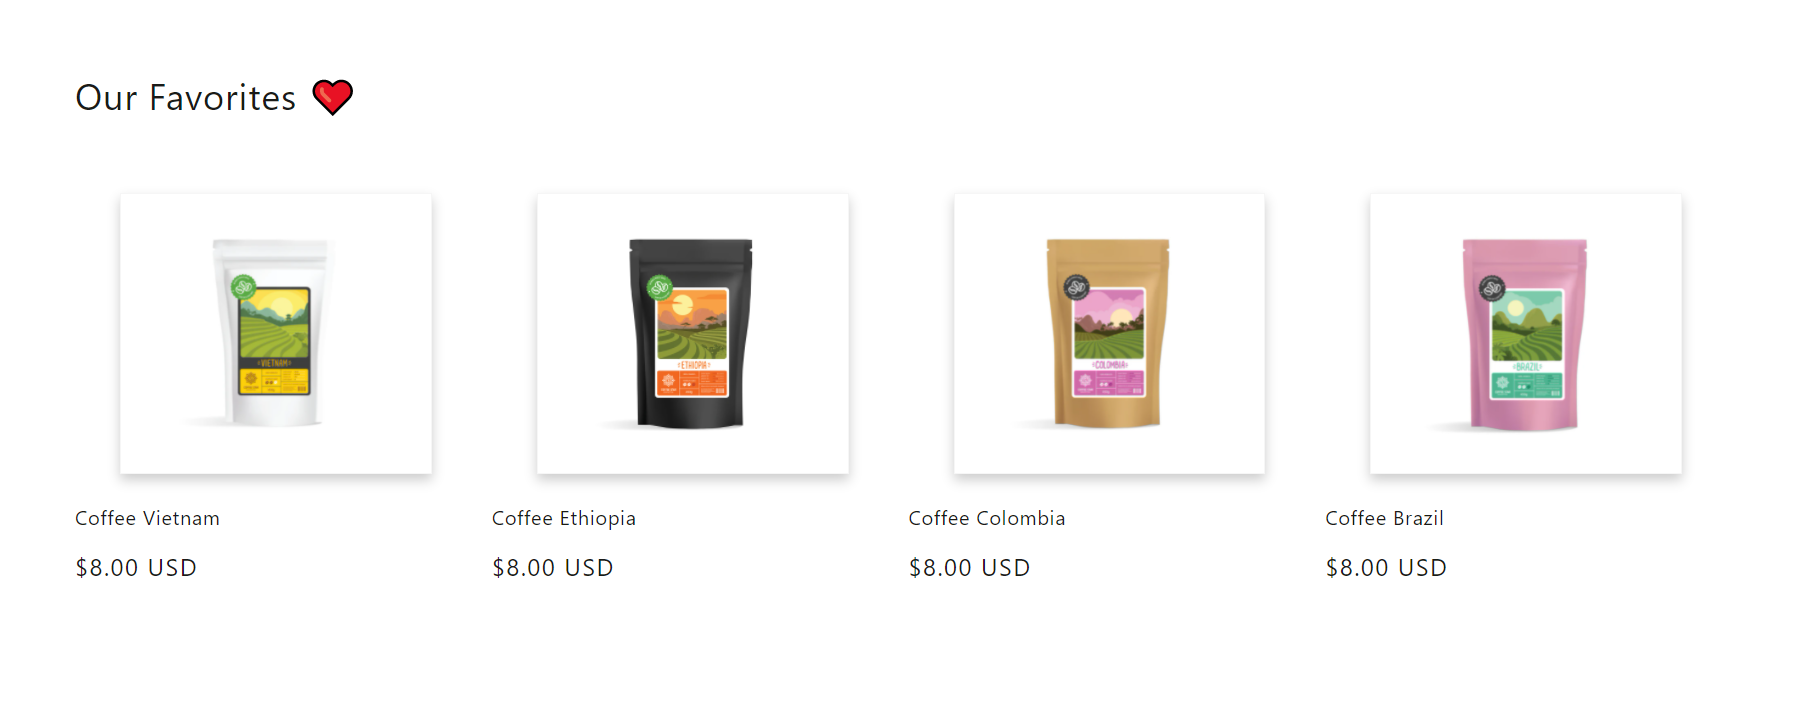 Our Favorites ❤️
VIETNAM
ETHIOPIA
COLOMBIA
BRAZIL
Coffee Vietnam
Coffee Ethiopia
Coffee Colombia
Coffee Brazil
$8.00 USD
$8.00 USD
$8.00 USD
$8.00 USD